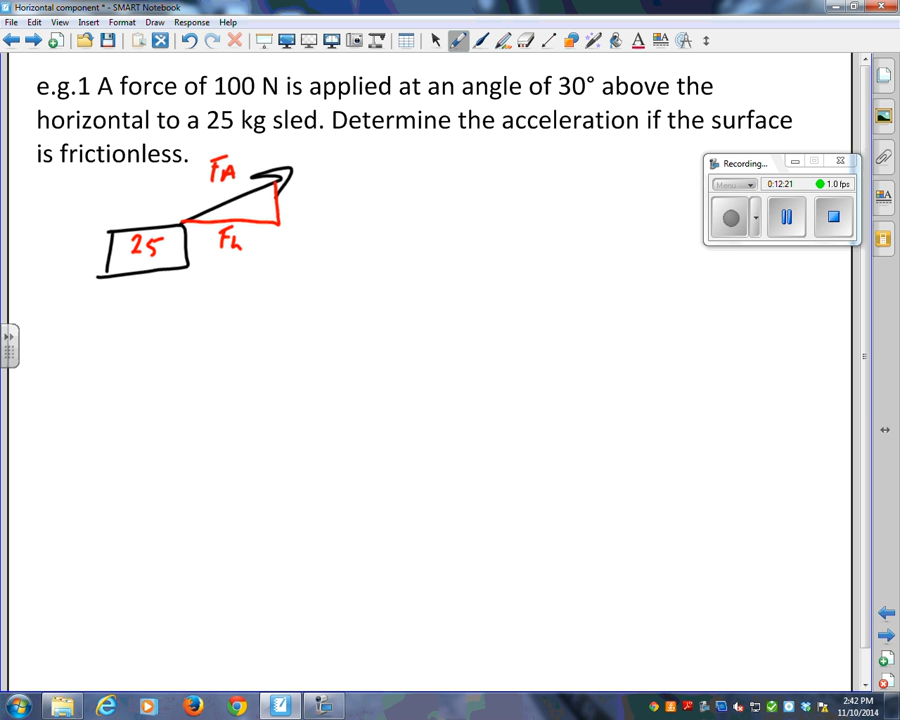 Horizontal component * - SMART Notebook
File Edit View Insert Format Draw Response Help
e.g.1 A force of 100 N is applied at an angle of 30° above the
horizontal to a 25 kg sled. Determine the acceleration if the surface
is frictionless.
Recording...
Menu
0:12:21
1.0 fps
FA
25
Fh
2:42 PM
11/10/2014